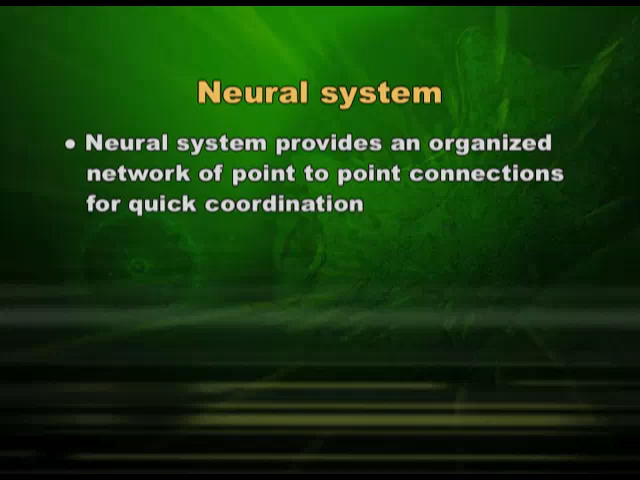 Neural system
● Neural system provides an organized
network of point to point connections
for quick coordination